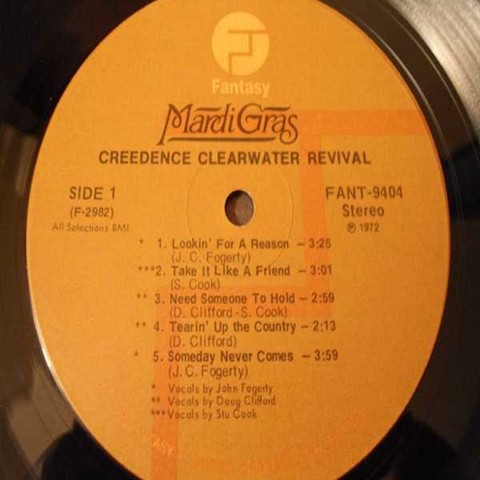 Fantasy
Mardi Gras
CREEDENCE CLEARWATER REVIVAL
SIDE 1
(F-2982)
All Selections BMI
FANT-9404
Stereo
℗ 1972
* 1. Lookin' For A Reason – 3:25
(J. C. Fogerty)
***2. Take It Like A Friend – 3:01
(S. Cook)
** 3. Need Someone To Hold – 2:59
(D. Clifford-S. Cook)
** 4. Tearin' Up the Country – 2:13
(D. Clifford)
* 5. Someday Never Comes – 3:59
(J. C. Fogerty)
* Vocals by John Fogerty
** Vocals by Doug Clifford
***Vocals by Stu Cook